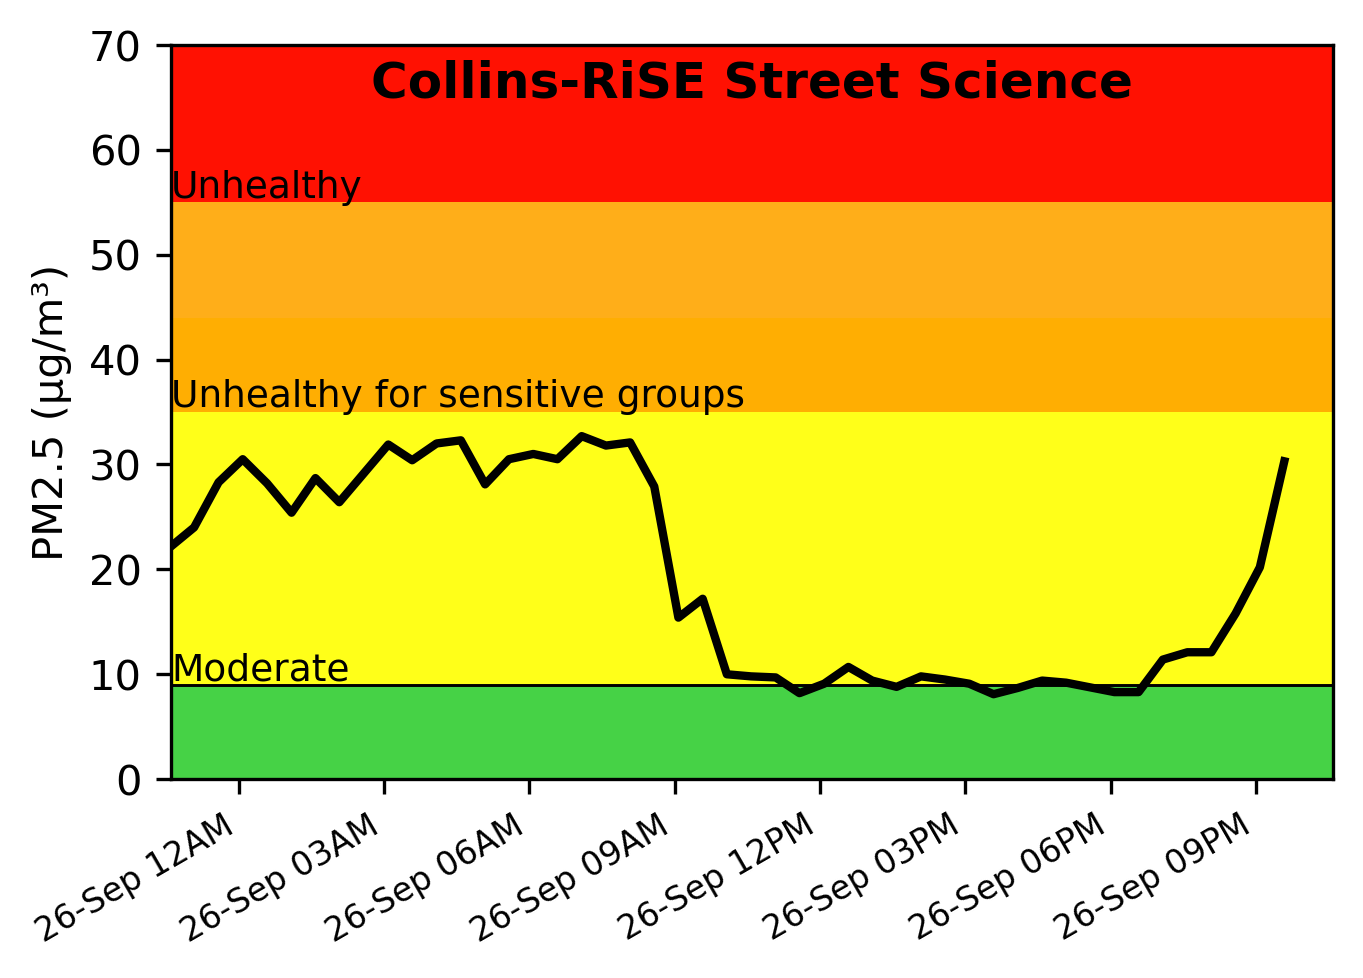 Collins-RiSE Street Science
70
60
Unhealthy
50
40
Unhealthy for sensitive groups
30
20
10
Moderate
0
PM2.5 (µg/m³)
26-Sep 12AM
26-Sep 03AM
26-Sep 06AM
26-Sep 09AM
26-Sep 12PM
26-Sep 03PM
26-Sep 06PM
26-Sep 09PM